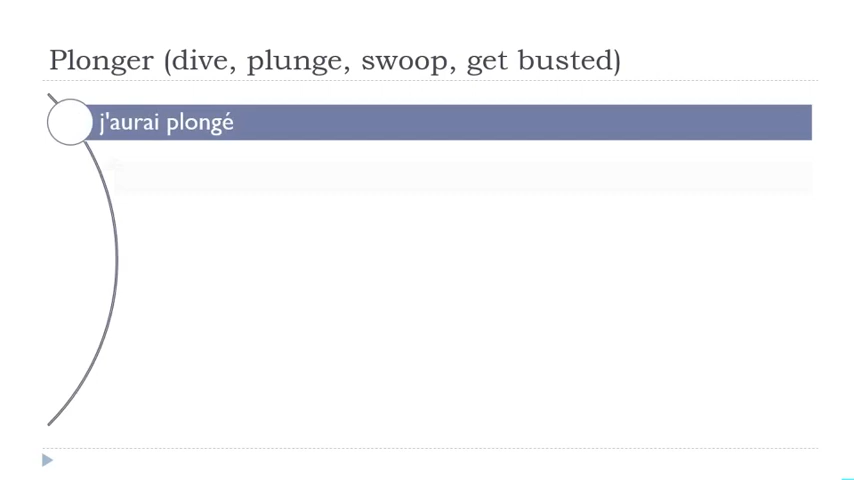 Plonger (dive, plunge, swoop, get busted)
j'aurai plongé